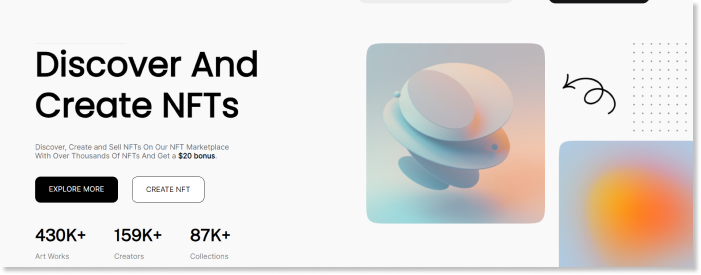 Discover And
Create NFTs
Discover, Create and Sell NFTs On Our NFT Marketplace
With Over Thousands Of NFTs And Get a $20 bonus.
EXPLORE MORE
CREATE NFT
430K+
159K+
87K+
Art Works
Creators
Collections